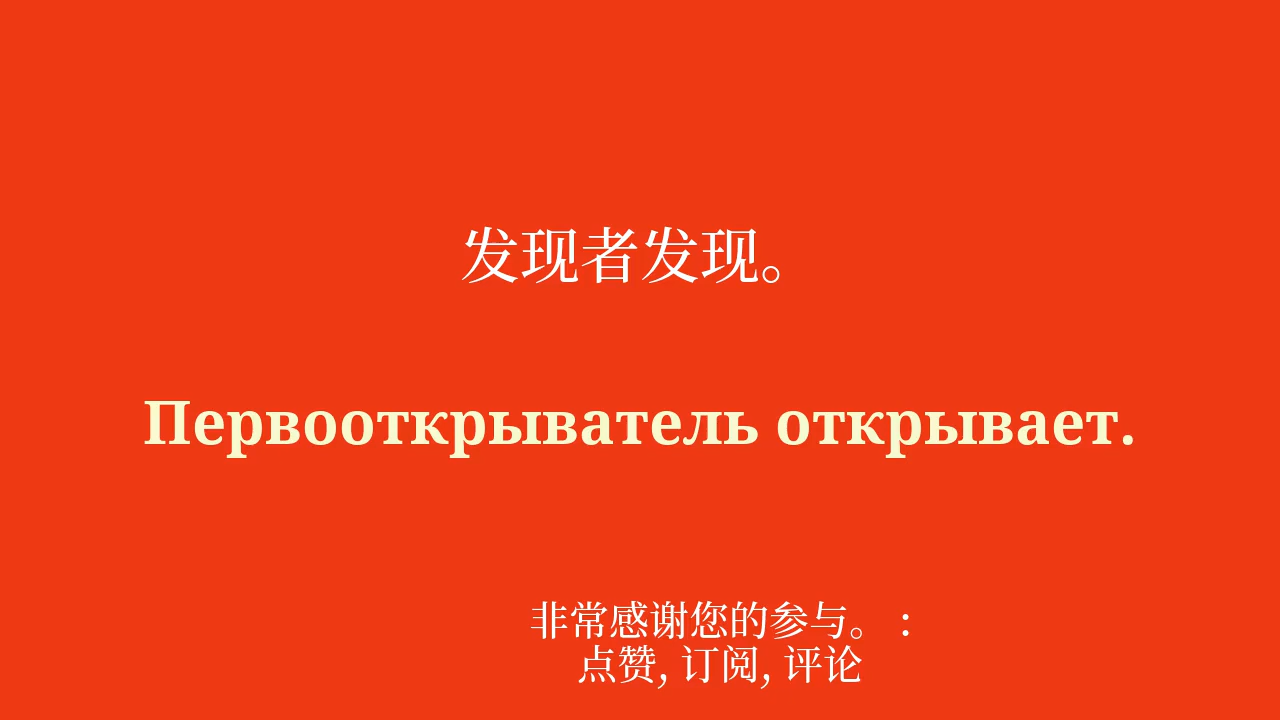 发现者发现。
Первооткрыватель открывает.
非常感谢您的参与。 :
点赞, 订阅, 评论